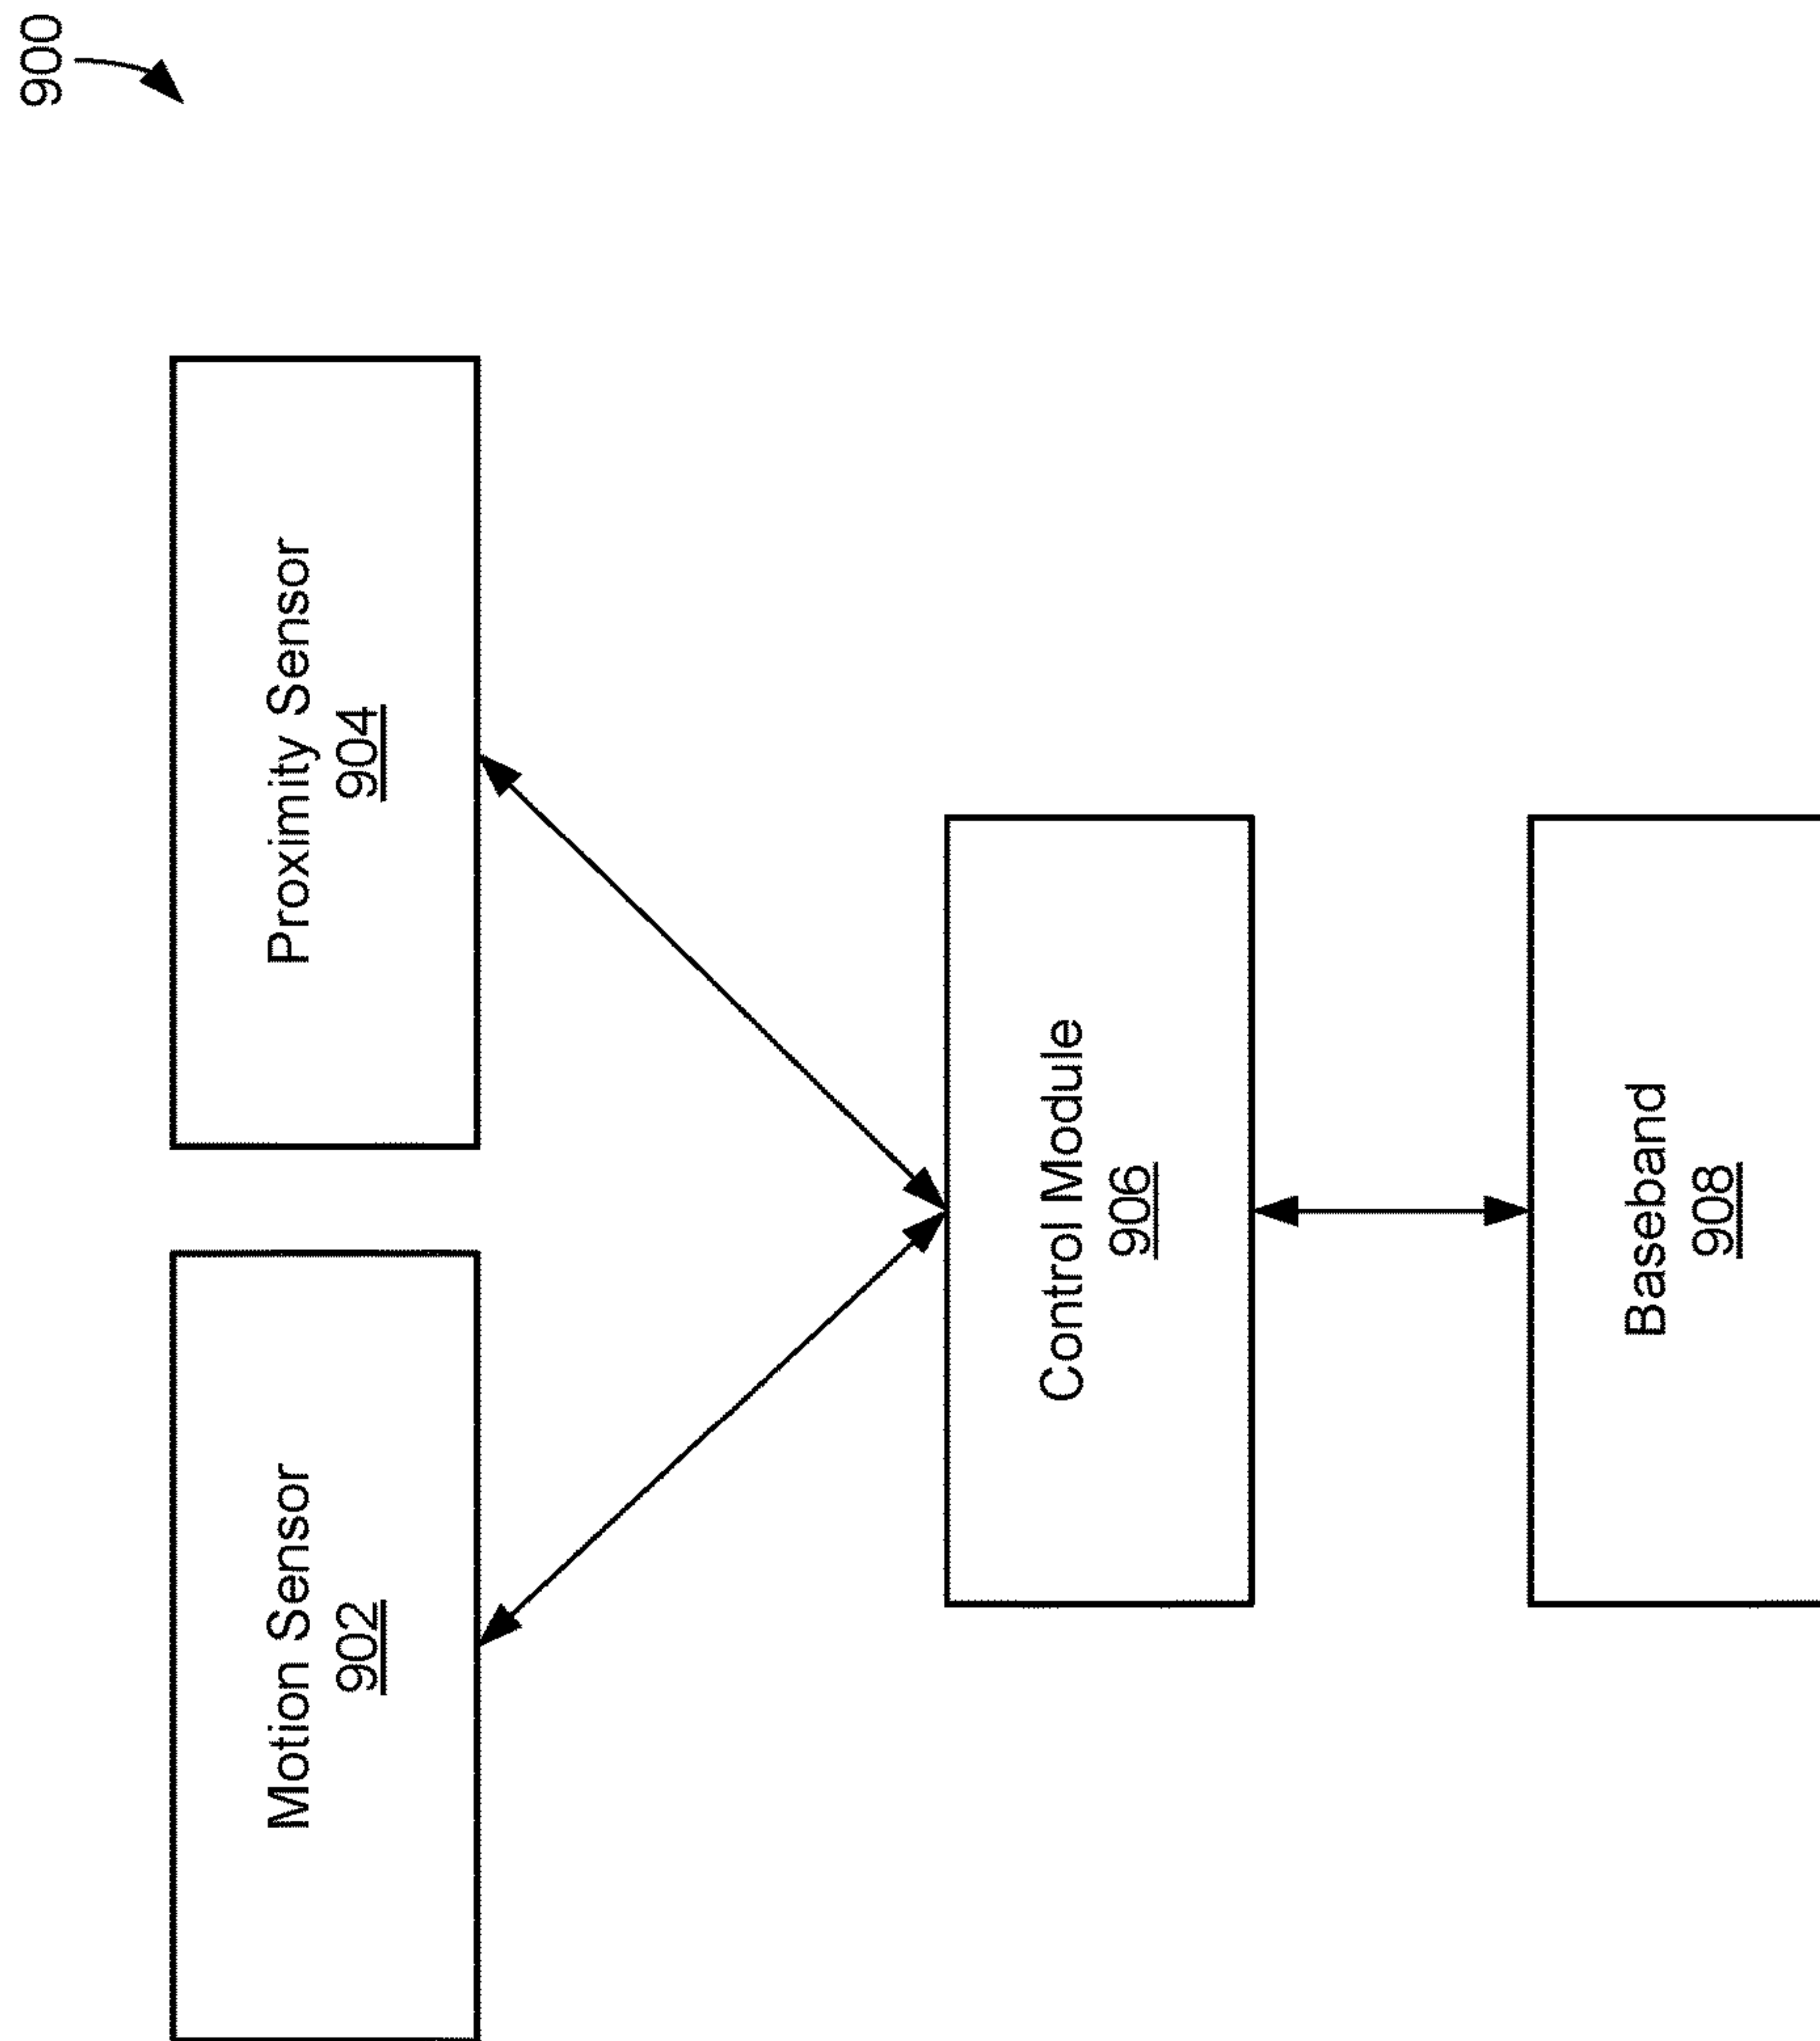 900
Motion Sensor
902
Proximity Sensor
904
Control Module
906
Baseband
908